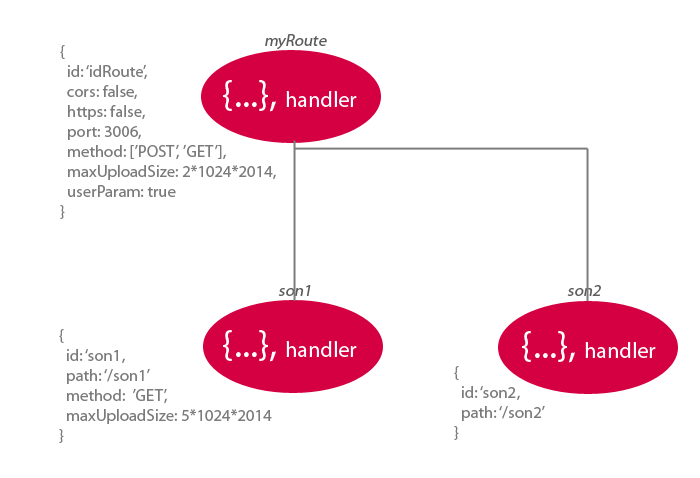 myRoute
{
id: ‘idRoute’,
cors: false,
https: false,
port: 3006,
method: [’POST’, ’GET’],
maxUploadSize: 2*1024*2014,
userParam: true
}
{...}, handler
son1
{...}, handler
{
id: ‘son1,
path: ‘/son1’
method: ’GET’,
maxUploadSize: 5*1024*2014
}
son2
{...}, handler
{
id: ‘son2,
path: ‘/son2’
}